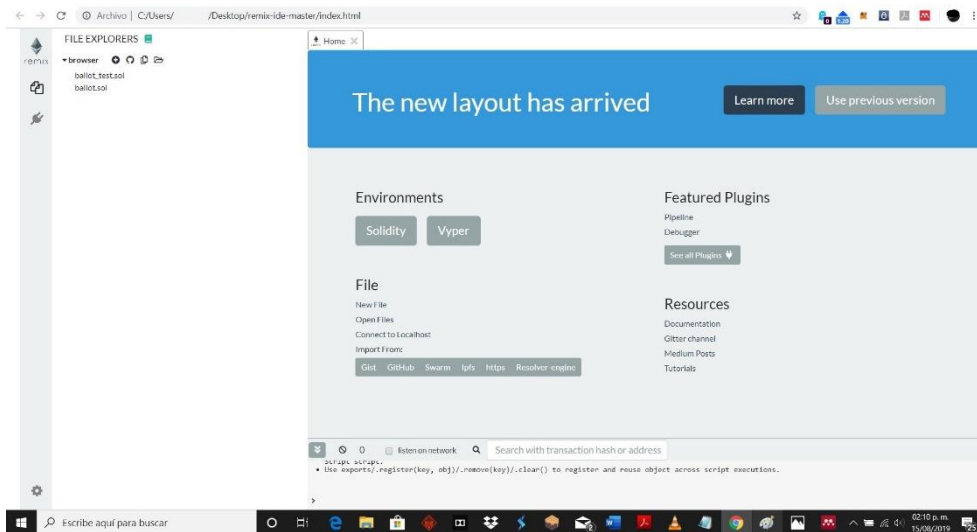 Archivo | C:/Users/ /Desktop/remix-ide-master/index.html
remix
FILE EXPLORERS
browser
ballot_test.sol
ballot.sol
Home
The new layout has arrived
Learn more
Use previous version
Environments
Solidity
Vyper
File
New File
Open Files
Connect to Localhost
Import From:
Gist GitHub Swarm Ipfs https Resolver-engine
Featured Plugins
Pipeline
Debugger
See all Plugins
Resources
Documentation
Gitter channel
Medium Posts
Tutorials
0 listen on network Search with transaction hash or address
script script.
• Use exports/.register(key, obj)/.remove(key)/.clear() to register and reuse object across script executions.
>
Escribe aquí para buscar
02:10 p. m.
15/08/2019
25